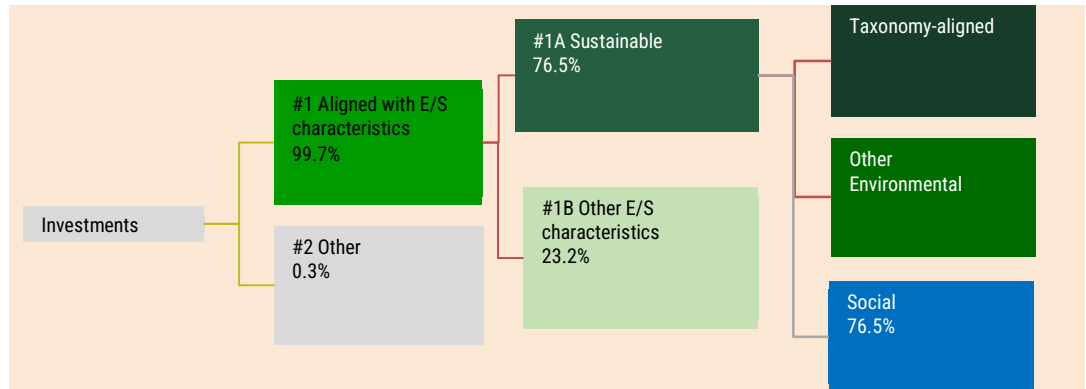 Investments
#1 Aligned with E/S
characteristics
99.7%
#2 Other
0.3%
#1A Sustainable
76.5%
#1B Other E/S
characteristics
23.2%
Taxonomy-aligned
Other
Environmental
Social
76.5%